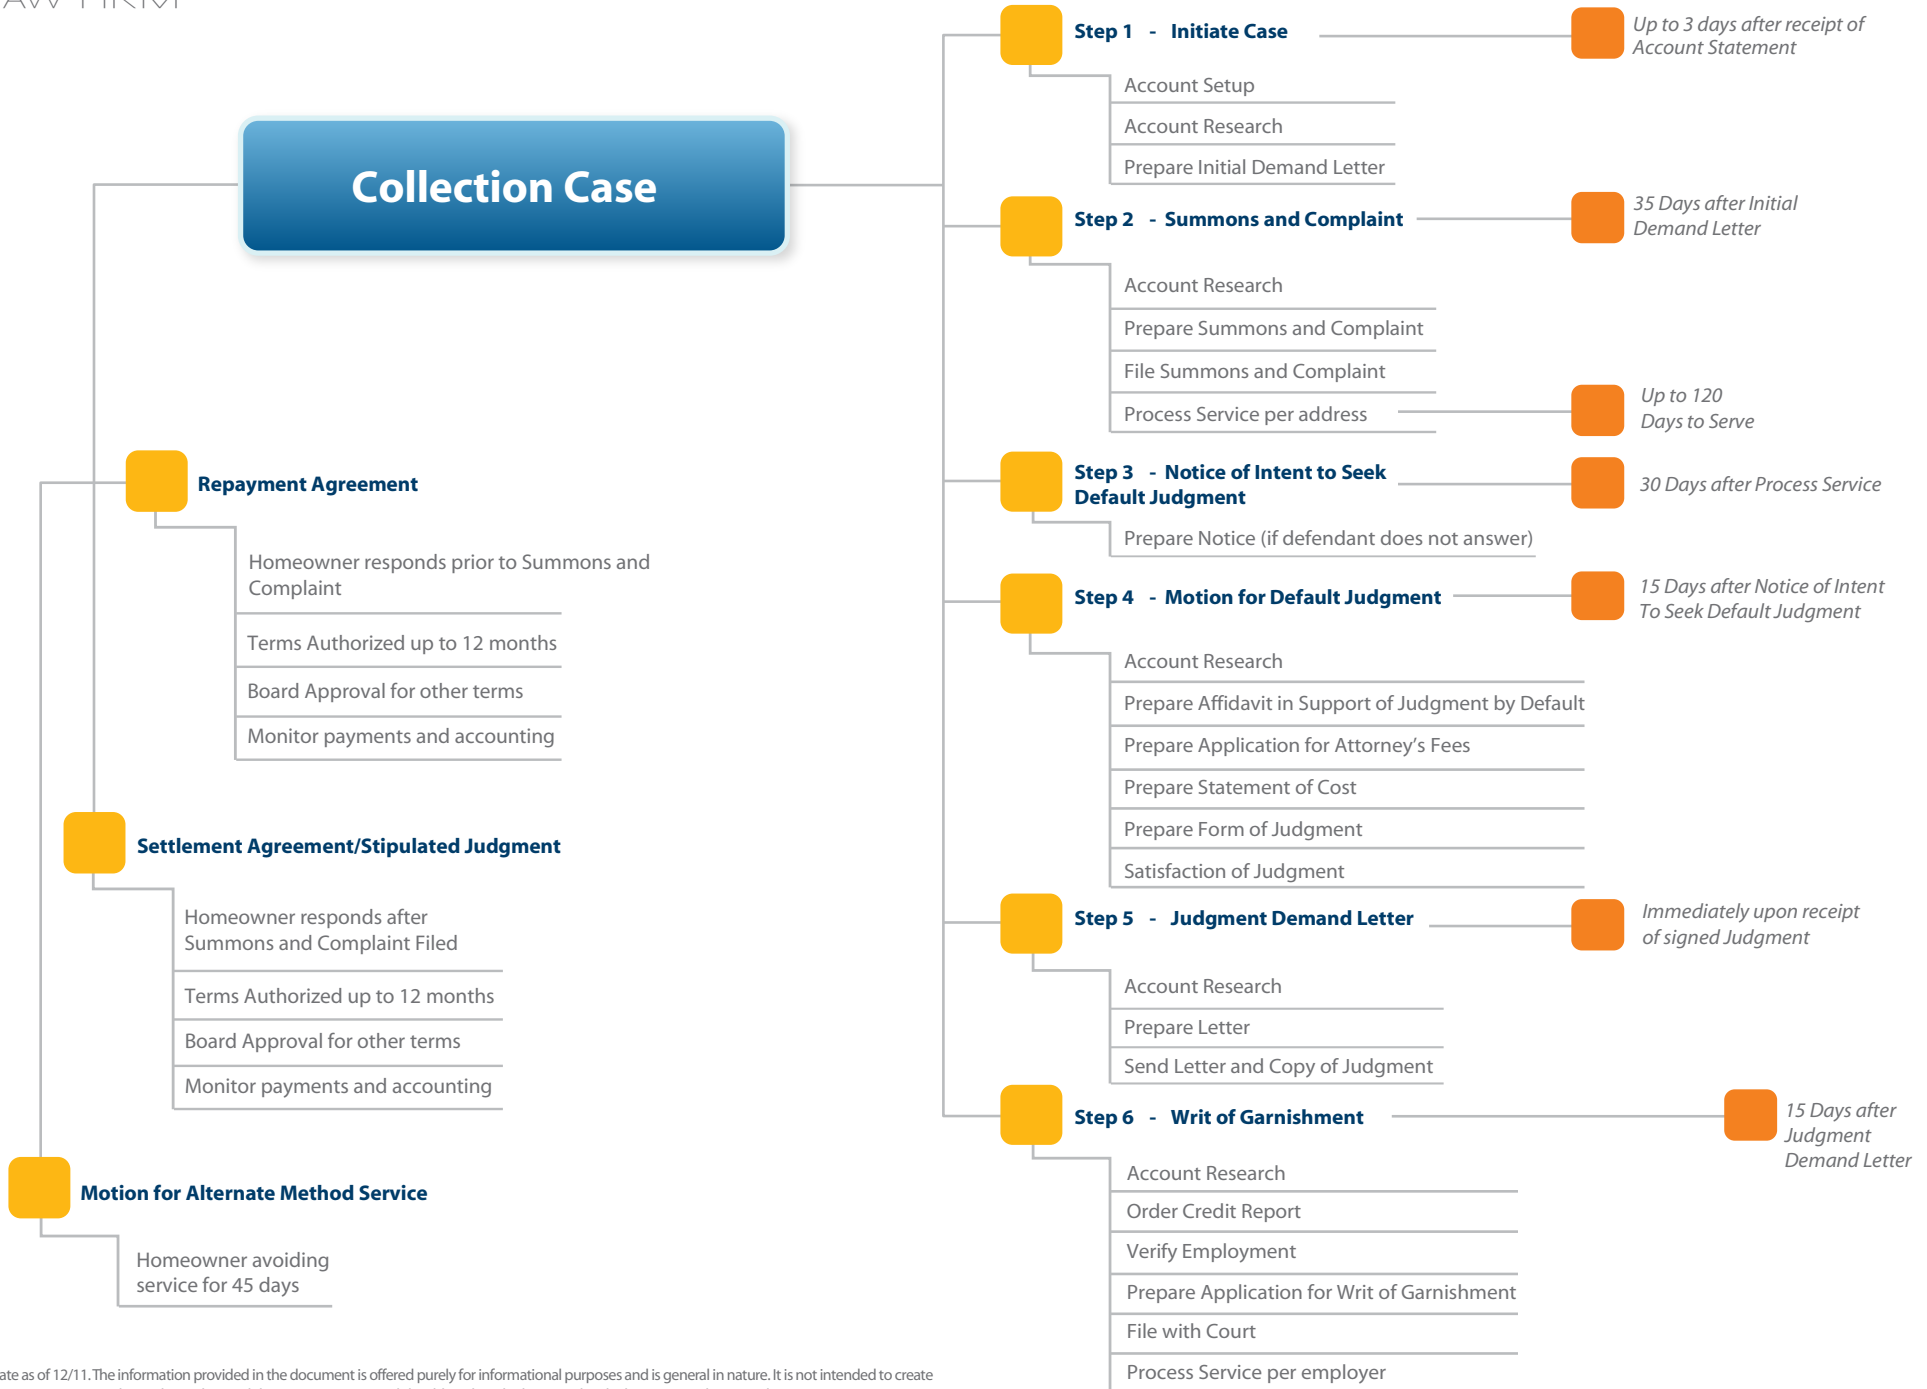 Collection Case
Step 1 - Initiate Case
Up to 3 days after receipt of
Account Statement
Account Setup
Account Research
Prepare Initial Demand Letter
Step 2 - Summons and Complaint
35 Days after Initial
Demand Letter
Account Research
Prepare Summons and Complaint
File Summons and Complaint
Process Service per address
Up to 120
Days to Serve
Step 3 - Notice of Intent to Seek
Default Judgment
30 Days after Process Service
Prepare Notice (if defendant does not answer)
Step 4 - Motion for Default Judgment
15 Days after Notice of Intent
To Seek Default Judgment
Account Research
Prepare Affidavit in Support of Judgment by Default
Prepare Application for Attorney's Fees
Prepare Statement of Cost
Prepare Form of Judgment
Satisfaction of Judgment
Step 5 - Judgment Demand Letter
Immediately upon receipt
of signed Judgment
Account Research
Prepare Letter
Send Letter and Copy of Judgment
Step 6 - Writ of Garnishment
15 Days after
Judgment
Demand Letter
Account Research
Order Credit Report
Verify Employment
Prepare Application for Writ of Garnishment
File with Court
Process Service per employer
Repayment Agreement
Homeowner responds prior to Summons and
Complaint
Terms Authorized up to 12 months
Board Approval for other terms
Monitor payments and accounting
Settlement Agreement/Stipulated Judgment
Homeowner responds after
Summons and Complaint Filed
Terms Authorized up to 12 months
Board Approval for other terms
Monitor payments and accounting
Motion for Alternate Method Service
Homeowner avoiding
service for 45 days
as of 12/11. The information provided in the document is offered purely for informational purposes and is general in nature. It is not intended to create